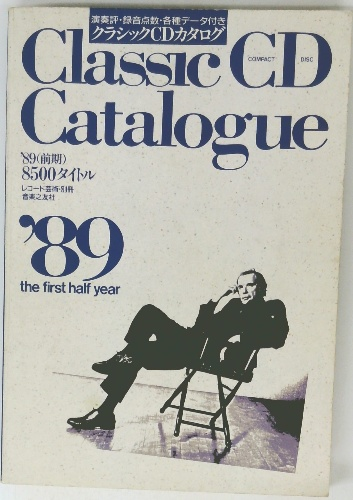 演奏評・録音点数・各種データ付き
クラシックCDカタログ
Classic CD
COMPACT DISC
Catalogue
'89(前期)
8500タイトル
レコード芸術・別冊
音楽之友社
'89
the first half year